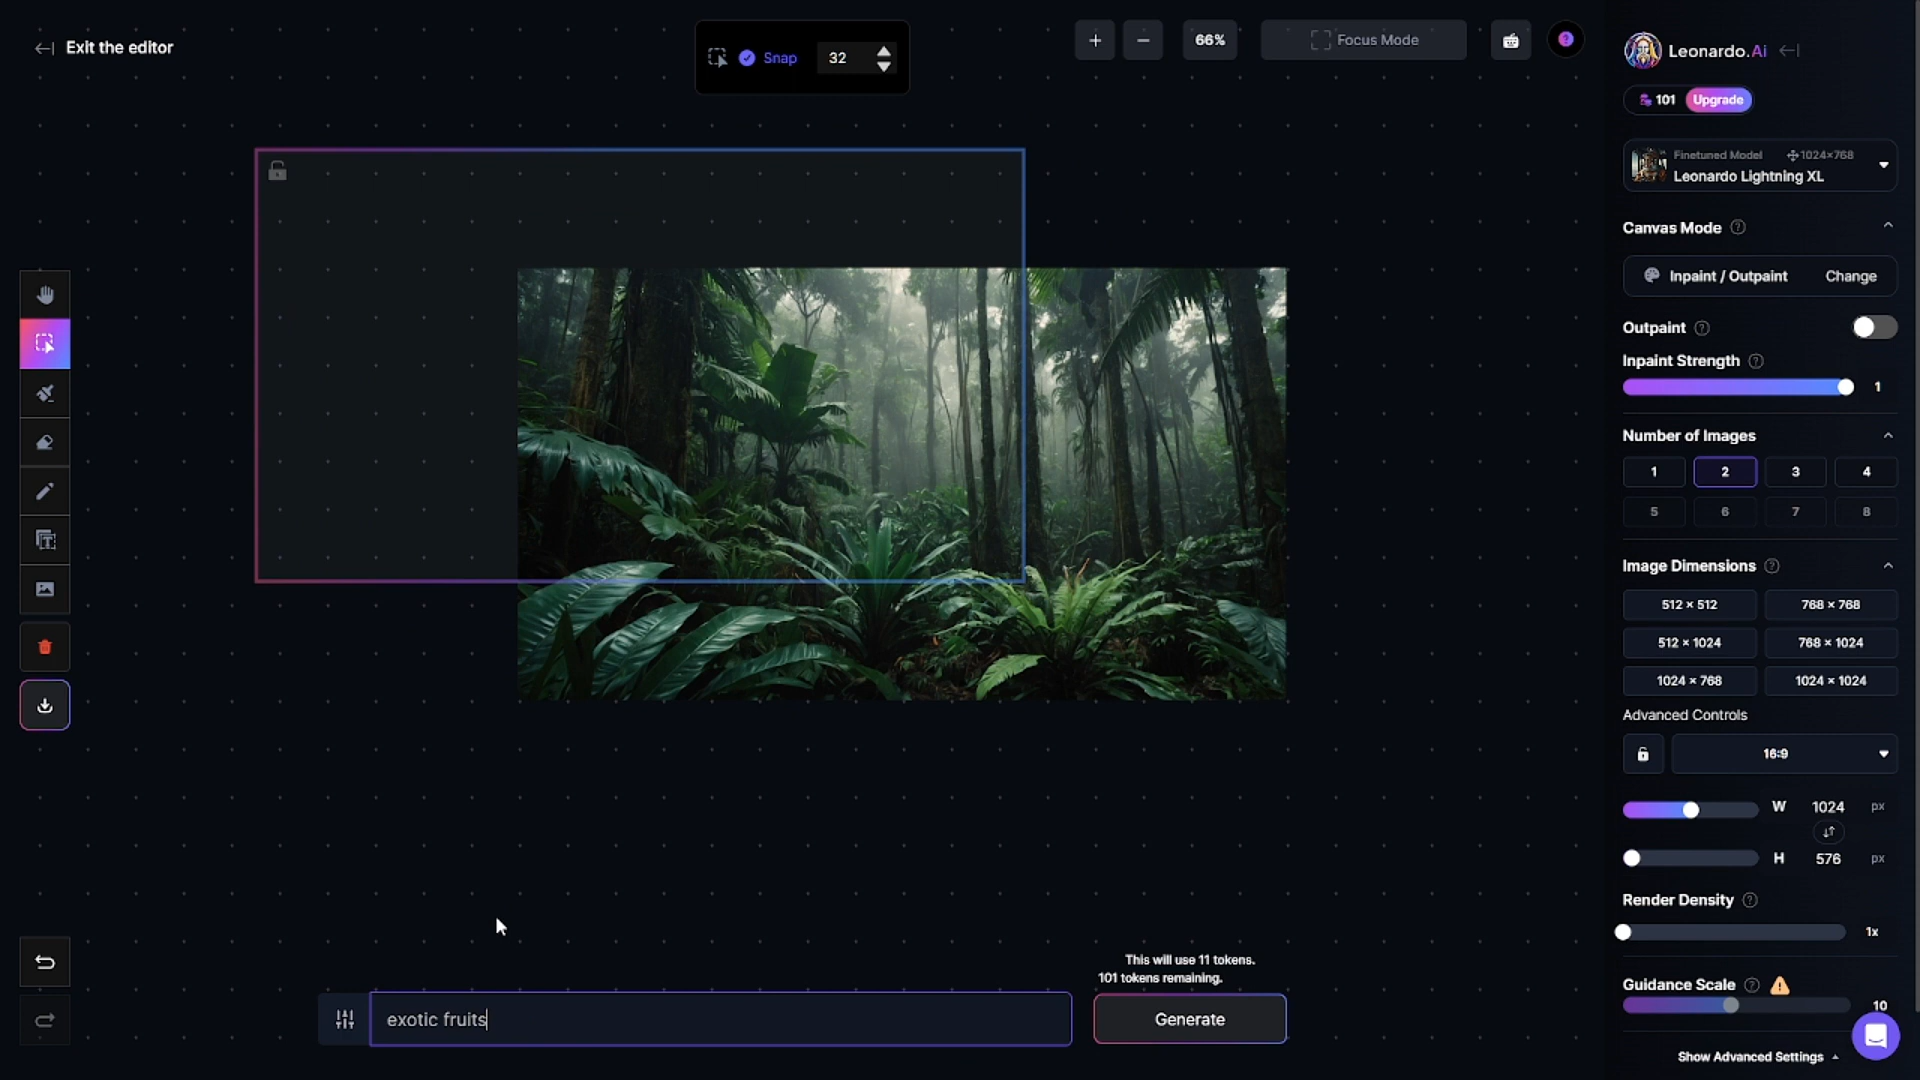 Exit the editor
Snap
32
66%
Focus Mode
Leonardo.Ai
101
Upgrade
Finetuned Model
1024×768
Leonardo Lightning XL
Canvas Mode
Inpaint / Outpaint
Change
Outpaint
Inpaint Strength
1
Number of Images
1
2
3
4
5
6
7
8
Image Dimensions
512 × 512
768 × 768
512 × 1024
768 × 1024
1024 × 768
1024 × 1024
Advanced Controls
16:9
W
1024
px
H
576
px
Render Density
1x
Guidance Scale
10
Show Advanced Settings
This will use 11 tokens.
101 tokens remaining.
exotic fruits
Generate